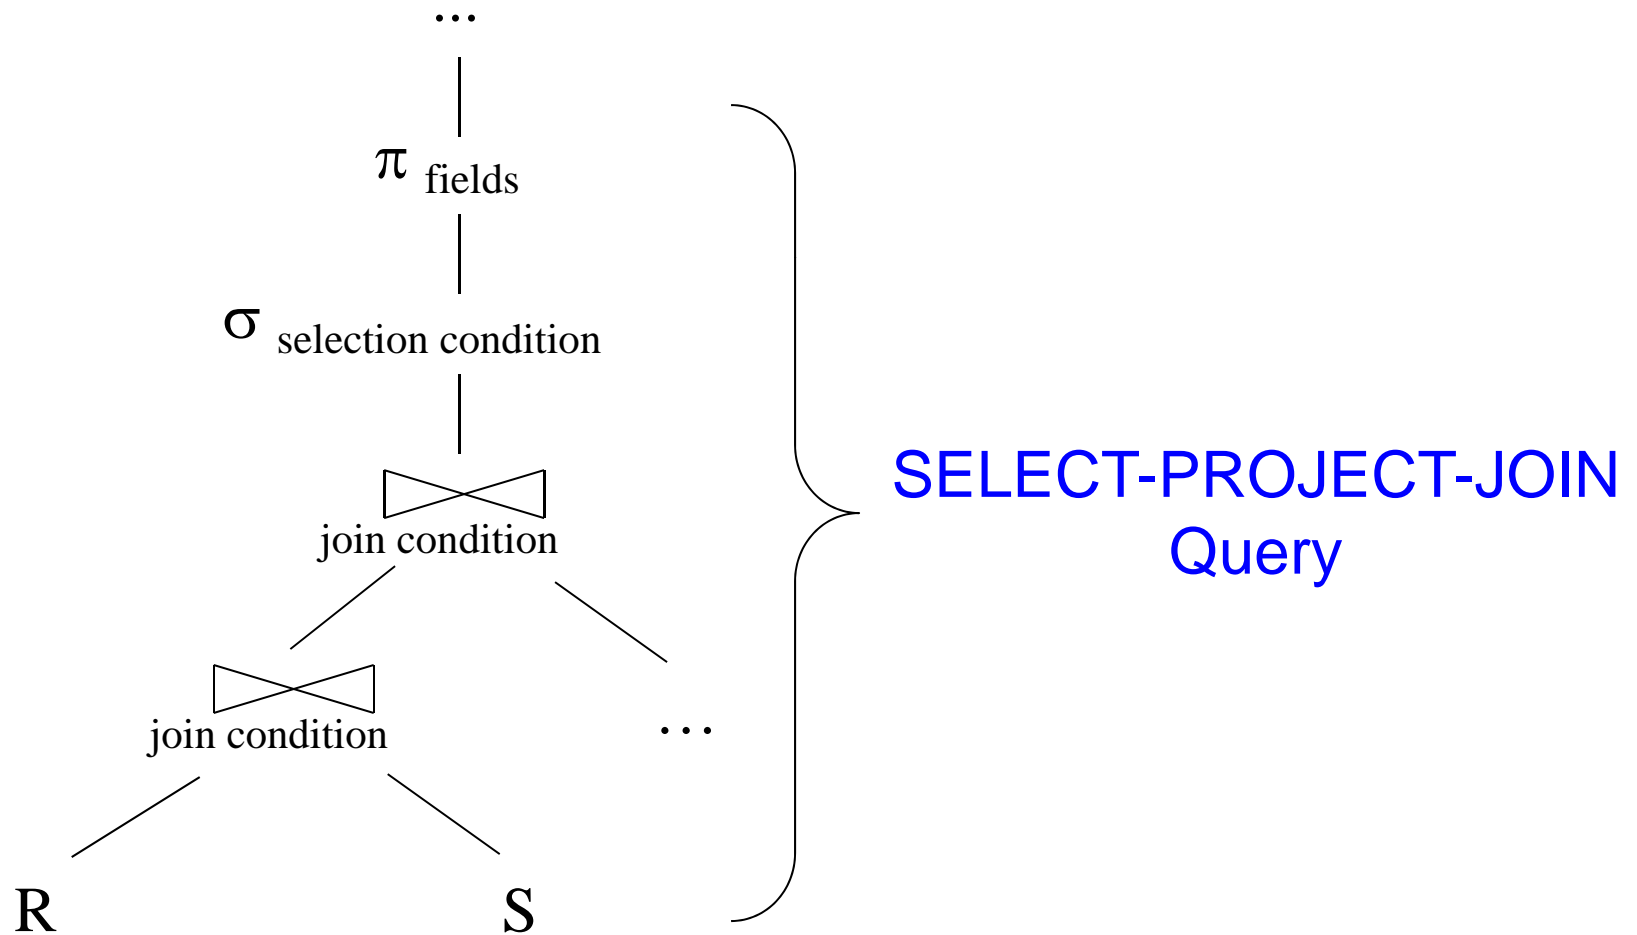 ...
π fields
σ selection condition
join condition
join condition
...
R
S
SELECT-PROJECT-JOIN
Query